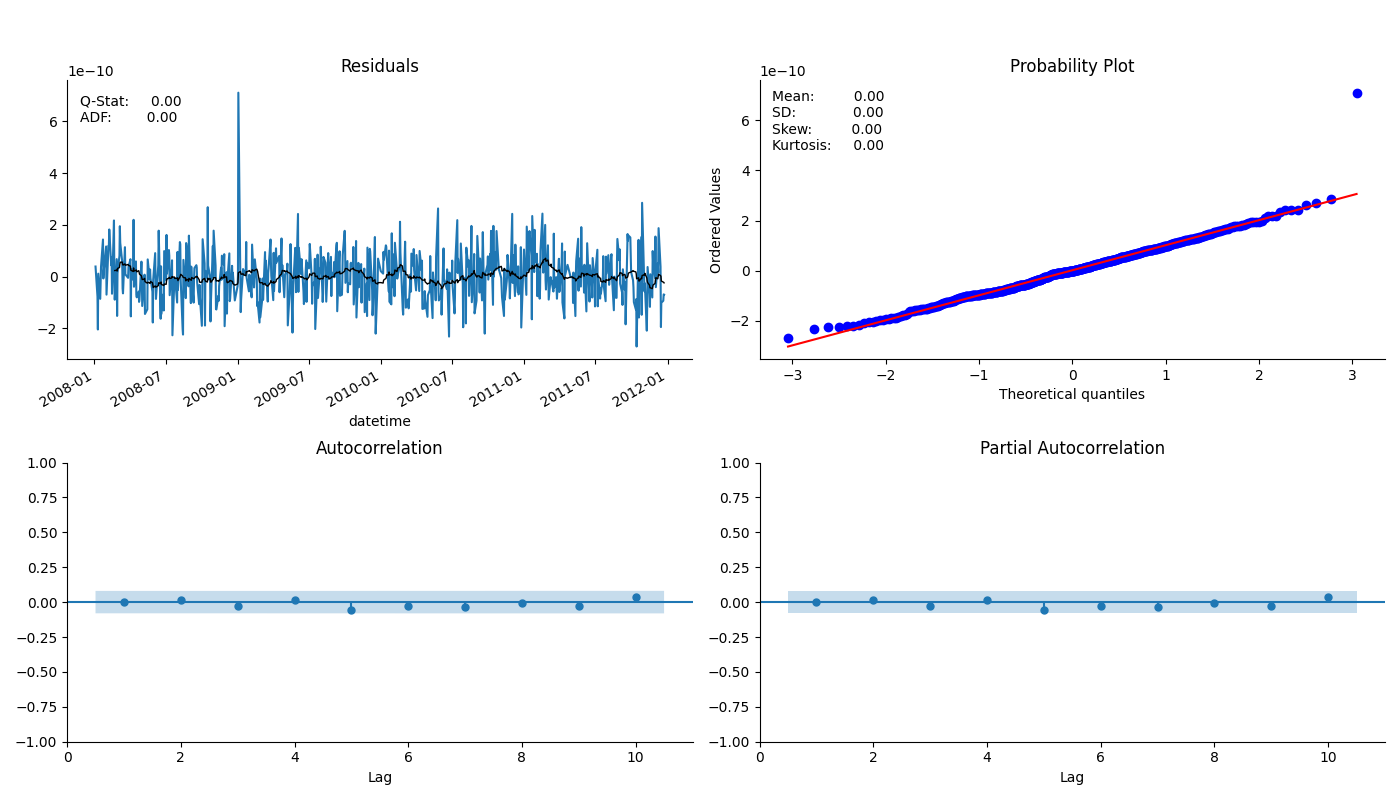 Residuals
1e−10
Q-Stat: 0.00
ADF: 0.00
6
4
2
0
−2
2008-01 2008-07 2009-01 2009-07 2010-01 2010-07 2011-01 2011-07 2012-01
datetime
Probability Plot
1e−10
Mean: 0.00
SD: 0.00
Skew: 0.00
Kurtosis: 0.00
Ordered Values
6
4
2
0
−2
−3 −2 −1 0 1 2 3
Theoretical quantiles
Autocorrelation
1.00
0.75
0.50
0.25
0.00
−0.25
−0.50
−0.75
−1.00
0 2 4 6 8 10
Lag
Partial Autocorrelation
1.00
0.75
0.50
0.25
0.00
−0.25
−0.50
−0.75
−1.00
0 2 4 6 8 10
Lag